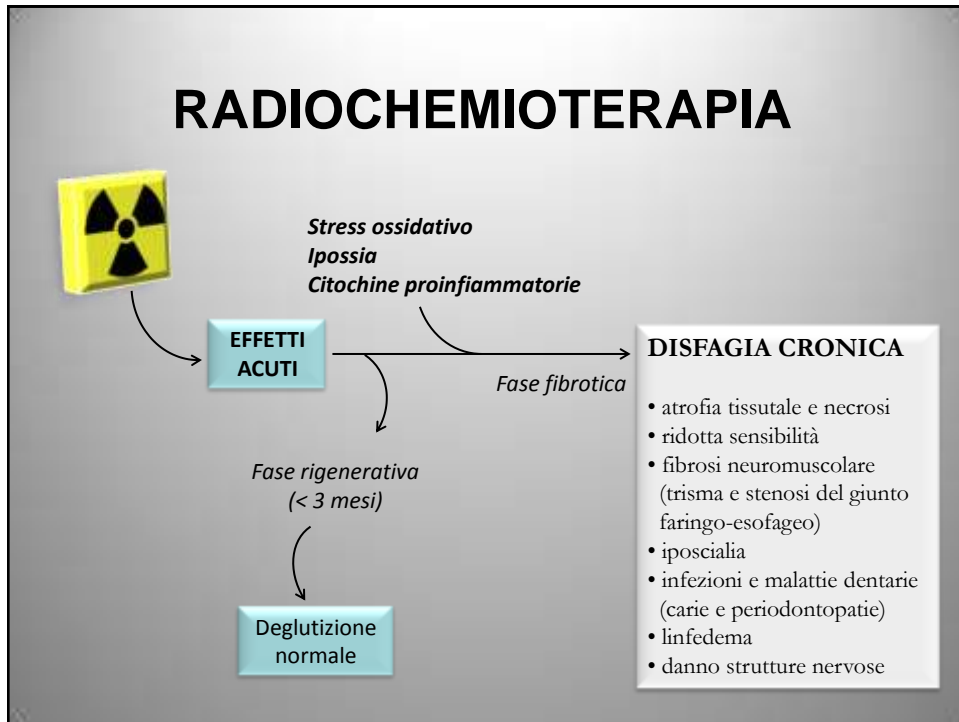 RADIOCHEMIOTERAPIA
Stress ossidativo
Ipossia
Citochine proinfiammatorie
EFFETTI
ACUTI
Fase fibrotica
Fase rigenerativa
(< 3 mesi)
Deglutizione
normale
DISFAGIA CRONICA
• atrofia tissutale e necrosi
• ridotta sensibilità
• fibrosi neuromuscolare
(trisma e stenosi del giunto
faringo-esofageo)
• iposcialia
• infezioni e malattie dentarie
(carie e periodontopatie)
• linfedema
• danno strutture nervose